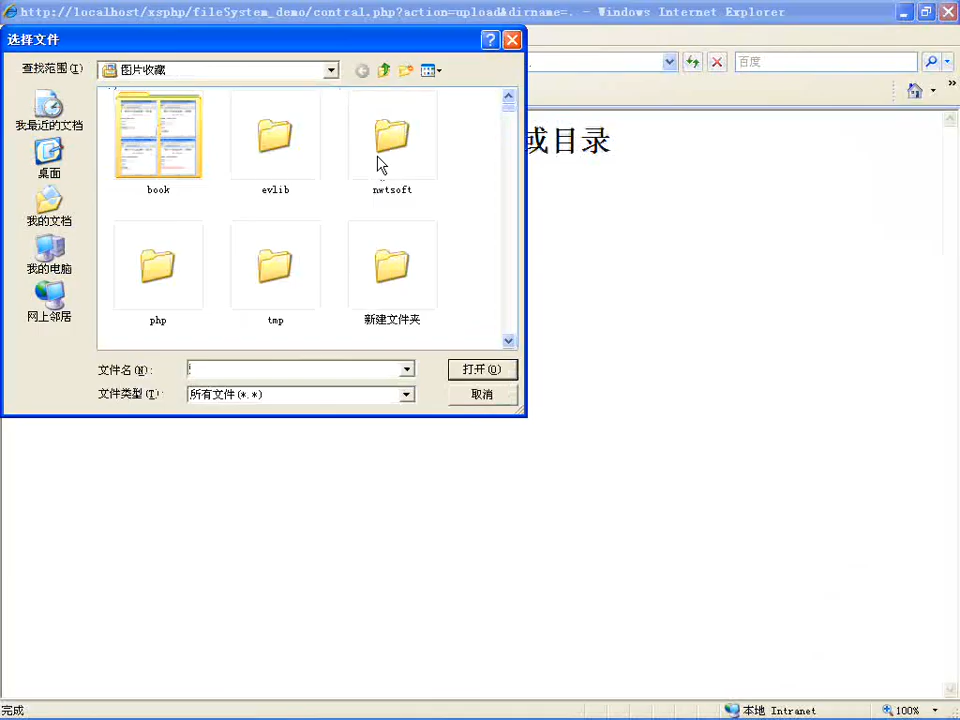 http://localhost/xsphp/fileSystem_demo/contral.php?action=upload&dirname=. - Windows Internet Explorer
选择文件
查找范围(I)
图片收藏
百度
或目录
我最近的文档
桌面
我的文档
我的电脑
网上邻居
book
evlib
nwtsoft
php
tmp
新建文件夹
文件名(N):
打开(O)
文件类型(T):
所有文件(*.*)
取消
完成
本地 Intranet
100%